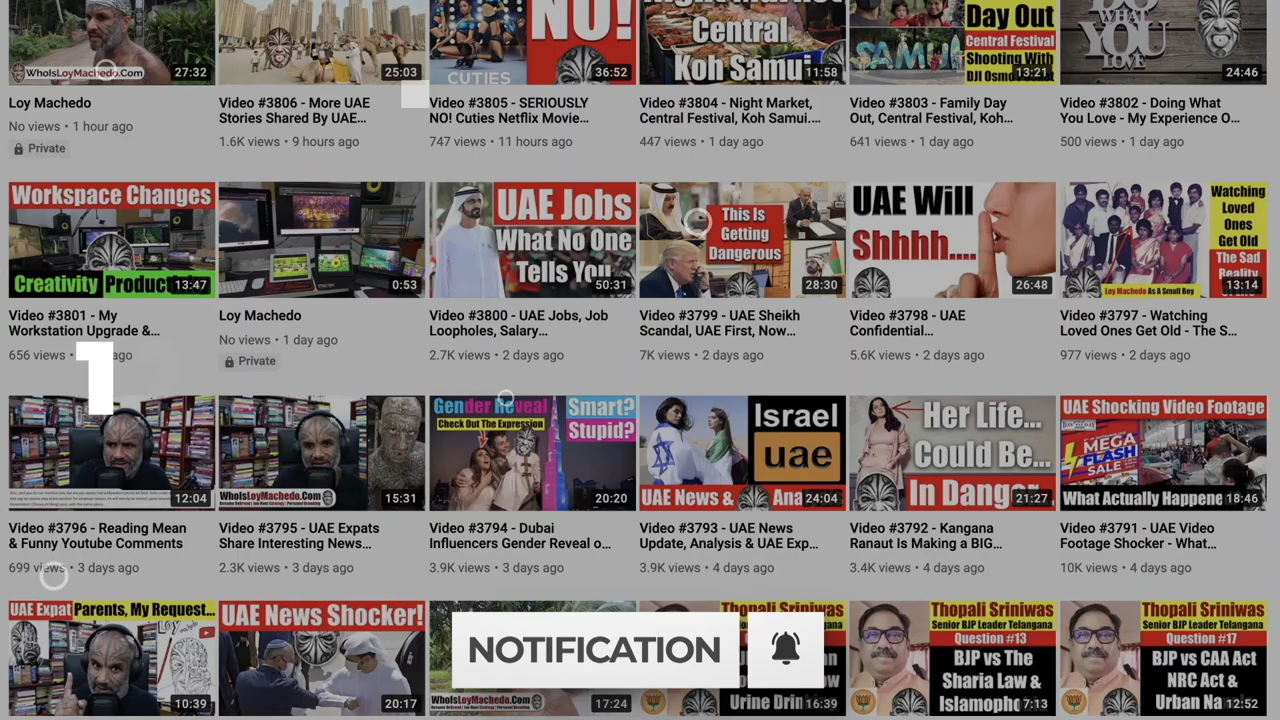 WhoIsLoyMachedo.Com
27:32
25:03
CUTIES
NO!
36:52
Night Market
Central
Koh Samui
11:58
SAMUI
Day Out
Central Festival
Shooting With
DJI Osmo
13:21
DO
WHAT
YOU
LOVE
24:46
Loy Machedo
No views • 1 hour ago
Private
Video #3806 - More UAE
Stories Shared By UAE…
1.6K views • 9 hours ago
Video #3805 - SERIOUSLY
NO! Cuties Netflix Movie…
747 views • 11 hours ago
Video #3804 - Night Market,
Central Festival, Koh Samui.…
447 views • 1 day ago
Video #3803 - Family Day
Out, Central Festival, Koh…
641 views • 1 day ago
Video #3802 - Doing What
You Love - My Experience O…
500 views • 1 day ago
Workspace Changes
Creativity
13:47
0:53
UAE Jobs
What No One
Tells You
50:31
This Is
Getting
Dangerous
28:30
UAE Will
Shhhh....
26:48
Watching
Loved
Ones
Get Old
The Sad
Reality
Loy Machedo As A Small Boy
13:14
Video #3801 - My
Workstation Upgrade &…
656 views • ago
Loy Machedo
No views • 1 day ago
Private
Video #3800 - UAE Jobs, Job
Loopholes, Salary…
2.7K views • 2 days ago
Video #3799 - UAE Sheikh
Scandal, UAE First, Now…
7K views • 2 days ago
Video #3798 - UAE
Confidential…
5.6K views • 2 days ago
Video #3797 - Watching
Loved Ones Get Old - The S…
977 views • 2 days ago
1
12:04
WhoIsLoyMachedo.Com
15:31
Gender Reveal
Check Out The Expression
Smart?
Stupid?
20:20
Israel
uae
UAE News &
24:04
Her Life...
Could Be...
In Danger
21:27
UAE Shocking Video Footage
MEGA
FLASH
SALE
What Actually Happene
18:46
Video #3796 - Reading Mean
& Funny Youtube Comments
699 views • 3 days ago
Video #3795 - UAE Expats
Share Interesting News…
2.3K views • 3 days ago
Video #3794 - Dubai
Influencers Gender Reveal o…
3.9K views • 3 days ago
Video #3793 - UAE News
Update, Analysis & UAE Exp…
3.9K views • 4 days ago
Video #3792 - Kangana
Ranaut Is Making a BIG…
3.4K views • 4 days ago
Video #3791 - UAE Video
Footage Shocker - What…
10K views • 4 days ago
UAE Expat Parents, My Request...
10:39
UAE News Shocker!
20:17
WhoIsLoyMachedo.Com
17:24
Thopali Sriniwas
Senior BJP Leader Telangana
Urine Drin
16:39
Thopali Sriniwas
Senior BJP Leader Telangana
Question #13
BJP vs The
Sharia Law &
Islamopho
7:13
Thopali Sriniwas
Senior BJP Leader Telangana
Question #17
BJP vs CAA Act
NRC Act &
Urban Na
12:52
NOTIFICATION